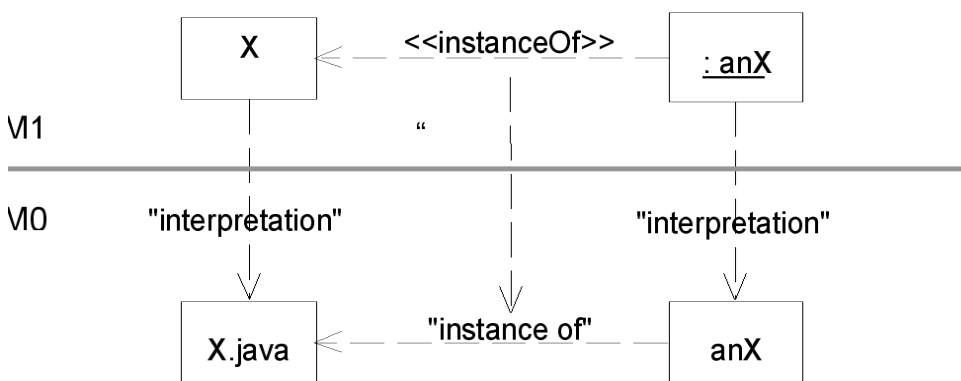 X
<<instanceOf>>
: anX
M1
“
M0
"interpretation"
"interpretation"
X.java
"instance of"
anX